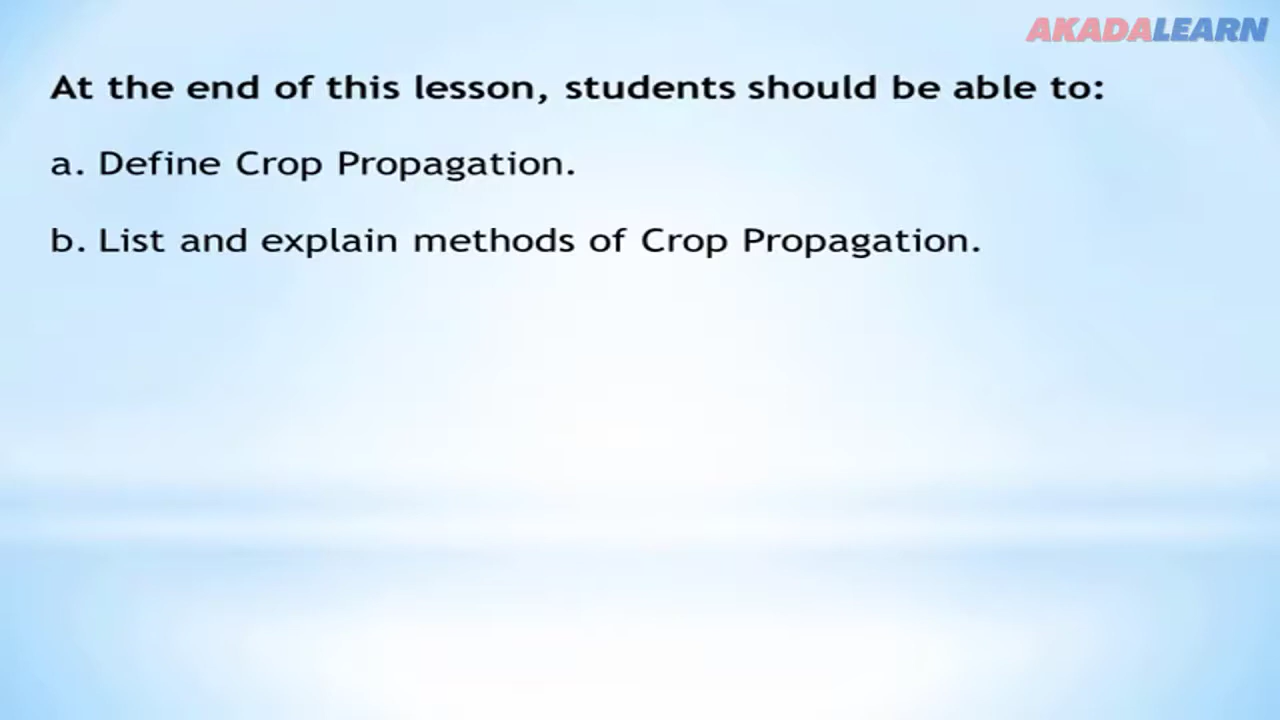 AKADALEARN
At the end of this lesson, students should be able to:
a. Define Crop Propagation.
b. List and explain methods of Crop Propagation.